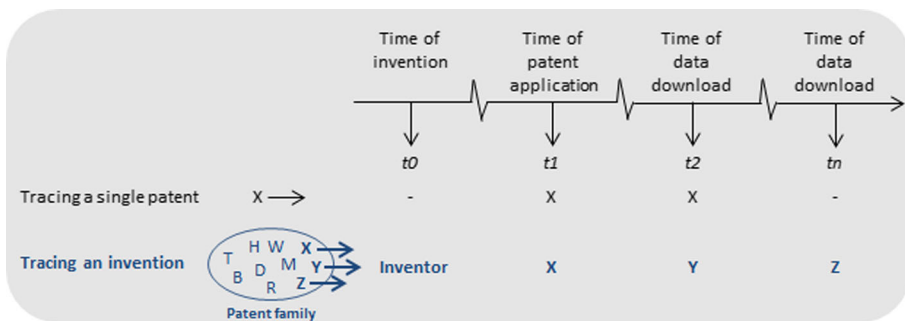 Time of Time of Time of Time of
invention patent data data
application download download
t0 t1 t2 tn
Tracing a single patent X - X X -
H W X
T
Tracing an invention D M Y Inventor X Y Z
B Z
R
Patent family